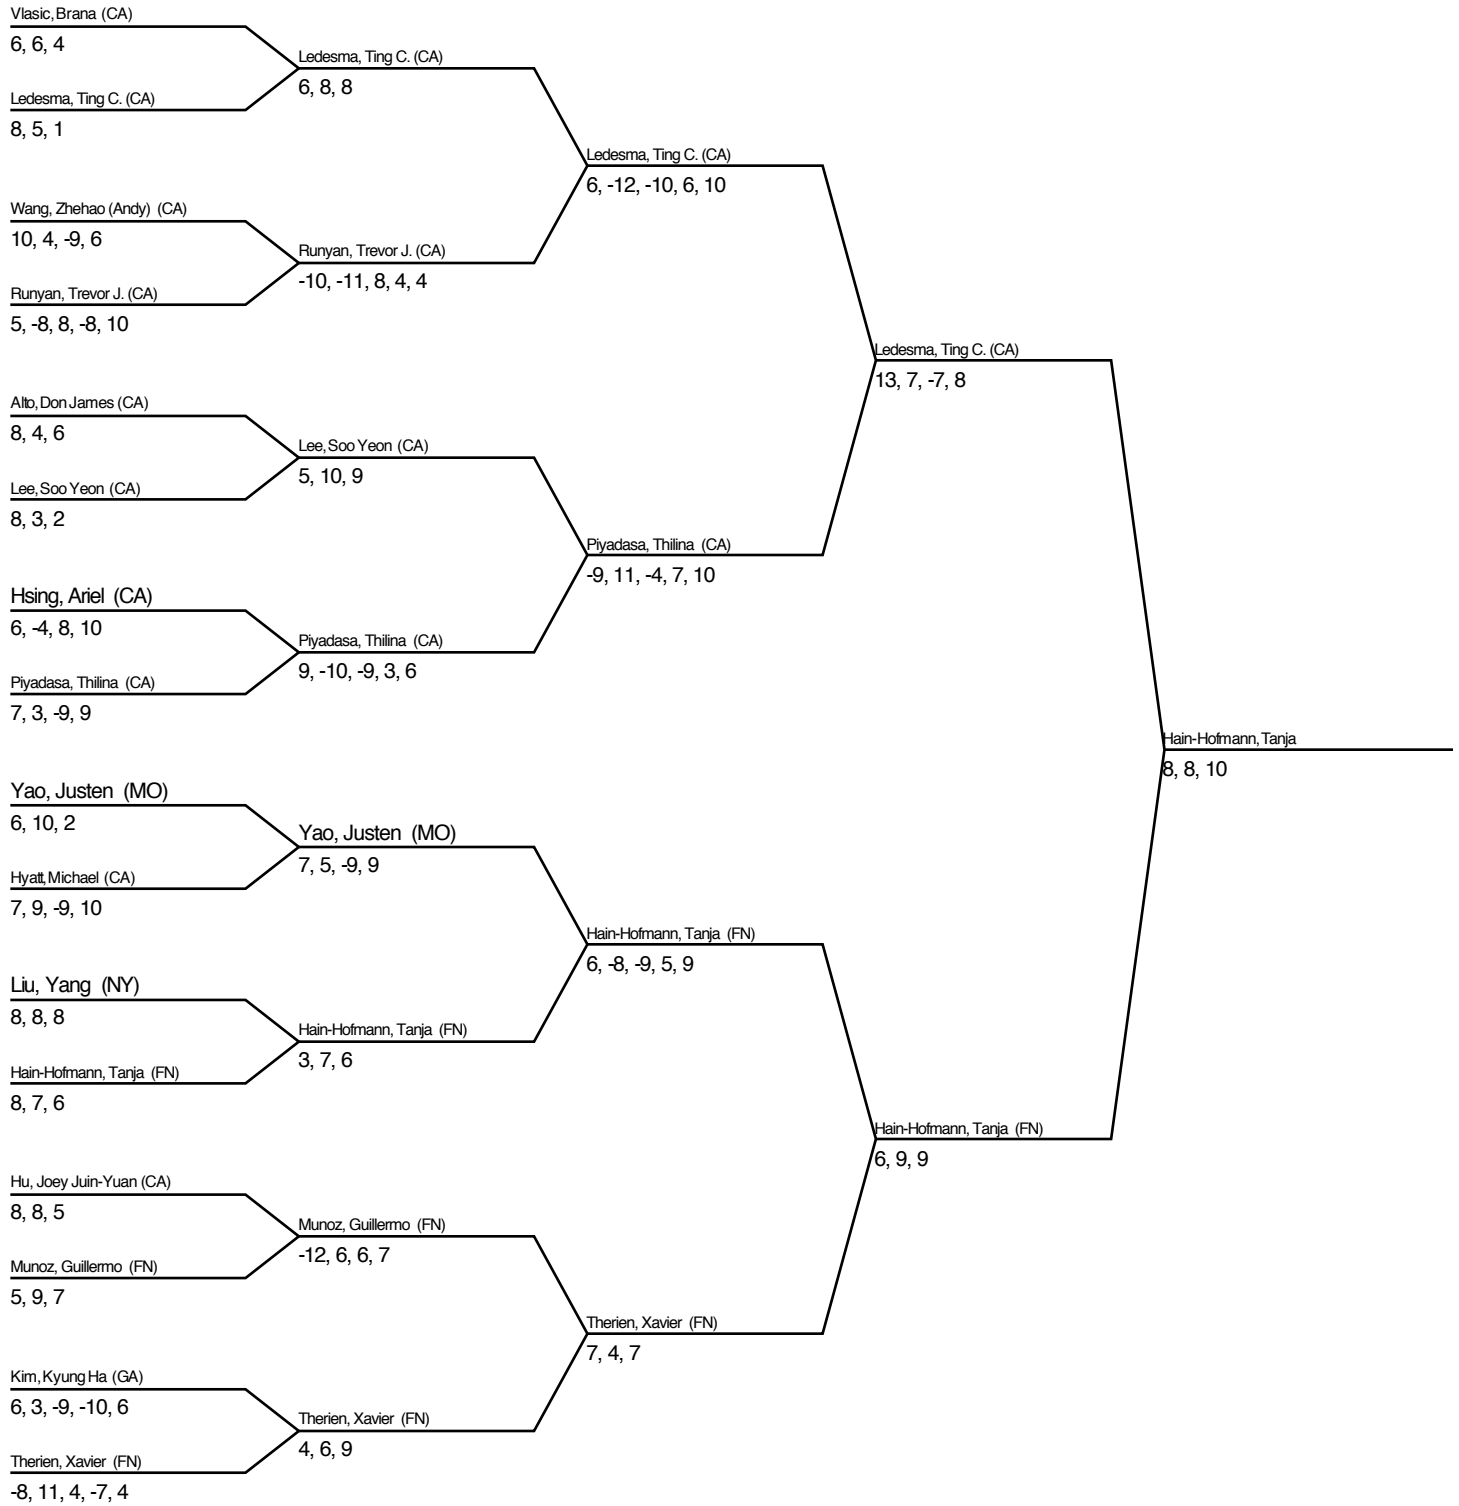 Vlasic, Brana (CA)
6, 6, 4
Ledesma, Ting C. (CA)
6, 8, 8
Ledesma, Ting C. (CA)
8, 5, 1
Ledesma, Ting C. (CA)
6, -12, -10, 6, 10
Wang, Zhehao (Andy) (CA)
10, 4, -9, 6
Runyan, Trevor J. (CA)
-10, -11, 8, 4, 4
Runyan, Trevor J. (CA)
5, -8, 8, -8, 10
Ledesma, Ting C. (CA)
13, 7, -7, 8
Alto, Don James (CA)
8, 4, 6
Lee, Soo Yeon (CA)
5, 10, 9
Lee, Soo Yeon (CA)
8, 3, 2
Piyadasa, Thilina (CA)
-9, 11, -4, 7, 10
Hsing, Ariel (CA)
6, -4, 8, 10
Piyadasa, Thilina (CA)
9, -10, -9, 3, 6
Piyadasa, Thilina (CA)
7, 3, -9, 9
Hain-Hofmann, Tanja
8, 8, 10
Yao, Justen (MO)
6, 10, 2
Yao, Justen (MO)
7, 5, -9, 9
Hyatt, Michael (CA)
7, 9, -9, 10
Hain-Hofmann, Tanja (FN)
6, -8, -9, 5, 9
Liu, Yang (NY)
8, 8, 8
Hain-Hofmann, Tanja (FN)
3, 7, 6
Hain-Hofmann, Tanja (FN)
8, 7, 6
Hain-Hofmann, Tanja (FN)
6, 9, 9
Hu, Joey Juin-Yuan (CA)
8, 8, 5
Munoz, Guillermo (FN)
-12, 6, 6, 7
Munoz, Guillermo (FN)
5, 9, 7
Therien, Xavier (FN)
7, 4, 7
Kim, Kyung Ha (GA)
6, 3, -9, -10, 6
Therien, Xavier (FN)
4, 6, 9
Therien, Xavier (FN)
-8, 11, 4, -7, 4